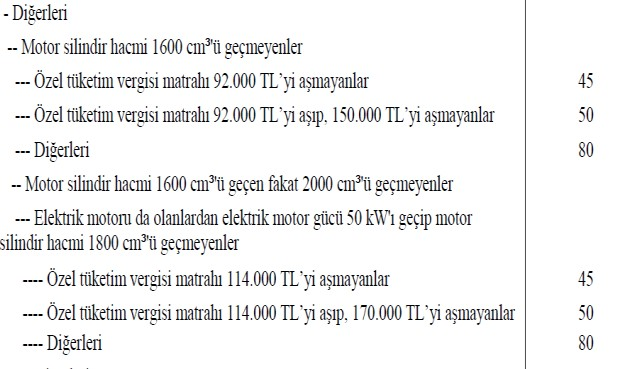 - Diğerleri
-- Motor silindir hacmi 1600 cm³'ü geçmeyenler
--- Özel tüketim vergisi matrahı 92.000 TL’yi aşmayanlar 45
--- Özel tüketim vergisi matrahı 92.000 TL’yi aşıp, 150.000 TL’yi aşmayanlar 50
--- Diğerleri 80
-- Motor silindir hacmi 1600 cm³'ü geçen fakat 2000 cm³'ü geçmeyenler
--- Elektrik motoru da olanlardan elektrik motor gücü 50 kW'ı geçip motor
silindir hacmi 1800 cm³'ü geçmeyenler
---- Özel tüketim vergisi matrahı 114.000 TL’yi aşmayanlar 45
---- Özel tüketim vergisi matrahı 114.000 TL’yi aşıp, 170.000 TL’yi aşmayanlar 50
---- Diğerleri 80